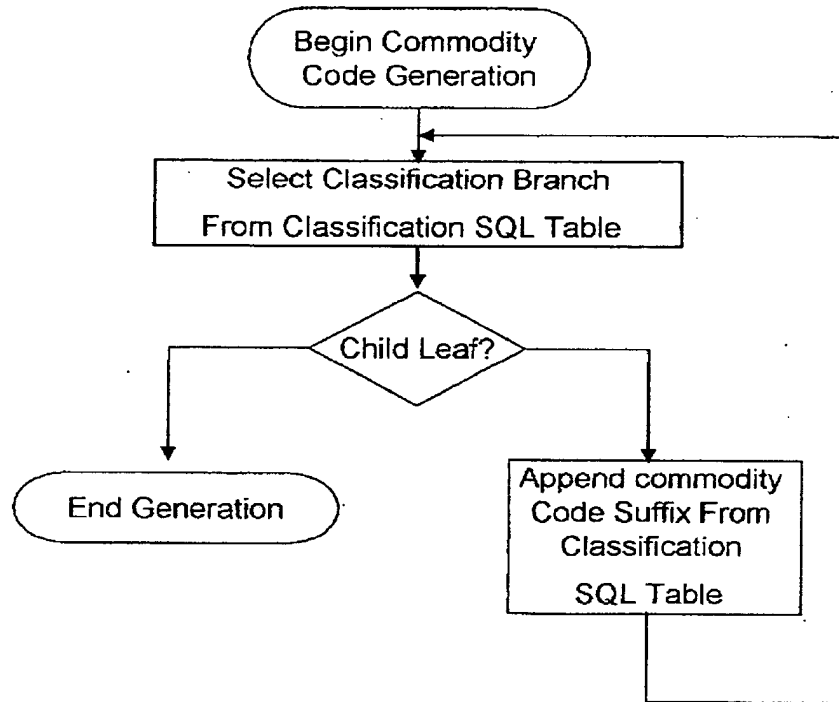 Begin Commodity
Code Generation
Select Classification Branch
From Classification SQL Table
Child Leaf?
End Generation
Append commodity
Code Suffix From
Classification
SQL Table